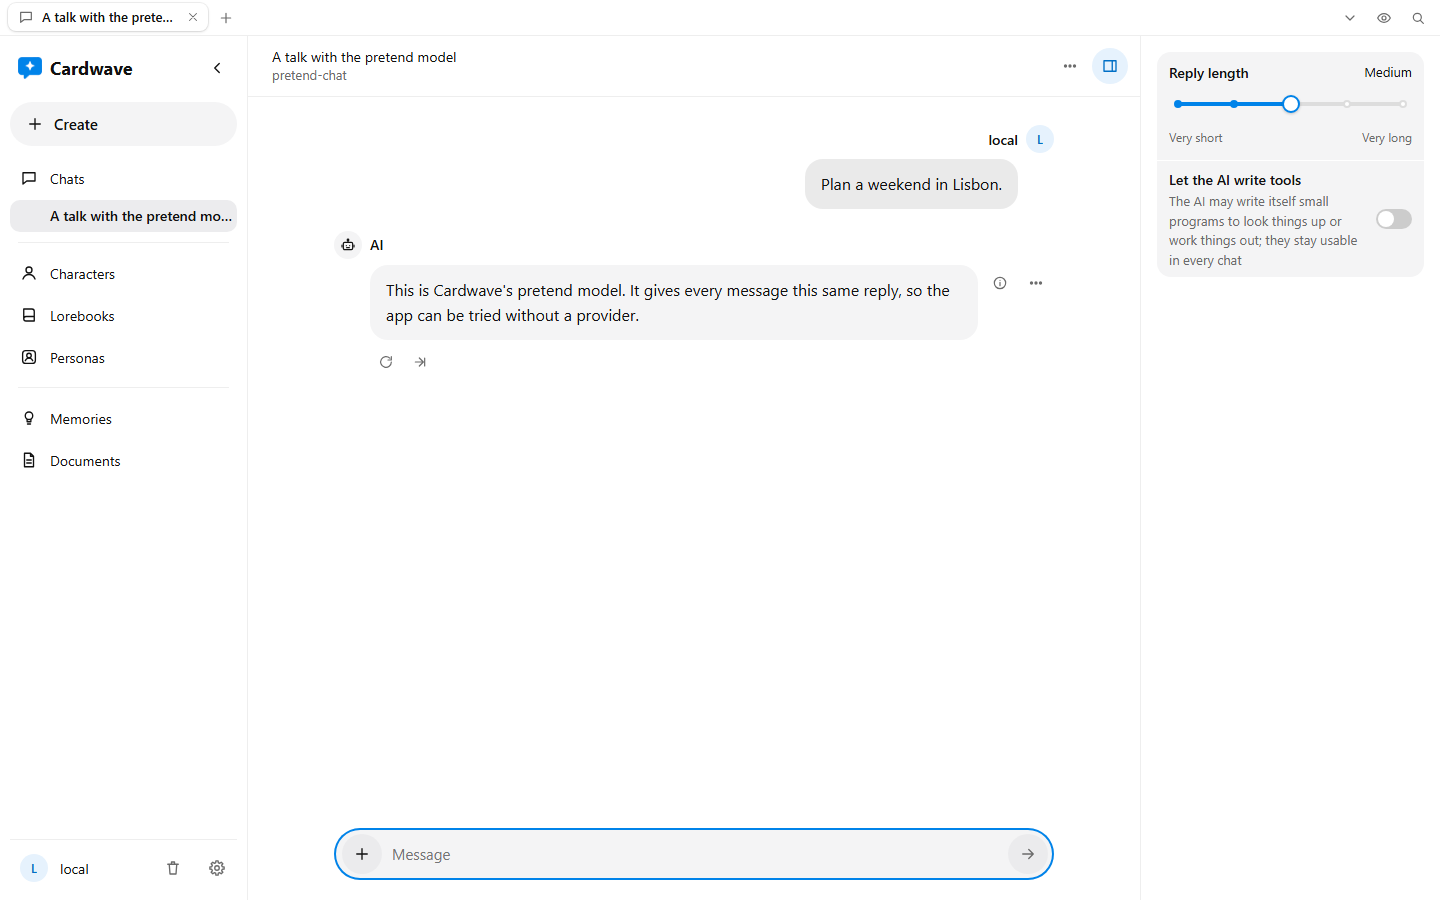 A talk with the prete...
Cardwave
Create
Chats
A talk with the pretend mo...
Characters
Lorebooks
Personas
Memories
Documents
L
local
A talk with the pretend model
pretend-chat
local
L
Plan a weekend in Lisbon.
AI
This is Cardwave's pretend model. It gives every message this same reply, so the
app can be tried without a provider.
Message
Reply length
Medium
Very short
Very long
Let the AI write tools
The AI may write itself small
programs to look things up or
work things out; they stay usable
in every chat